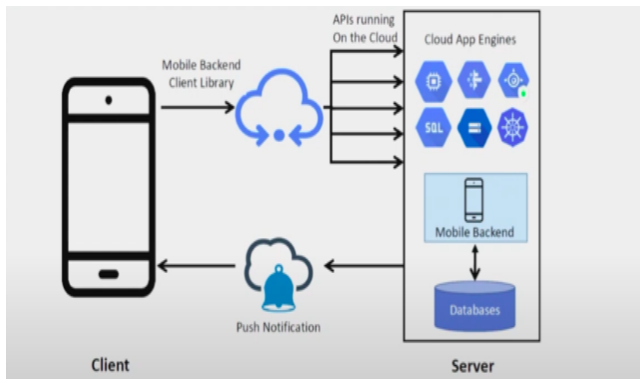 APIs running
On the Cloud
Cloud App Engines
Mobile Backend
Client Library
SQL
Mobile Backend
Databases
Push Notification
Client
Server